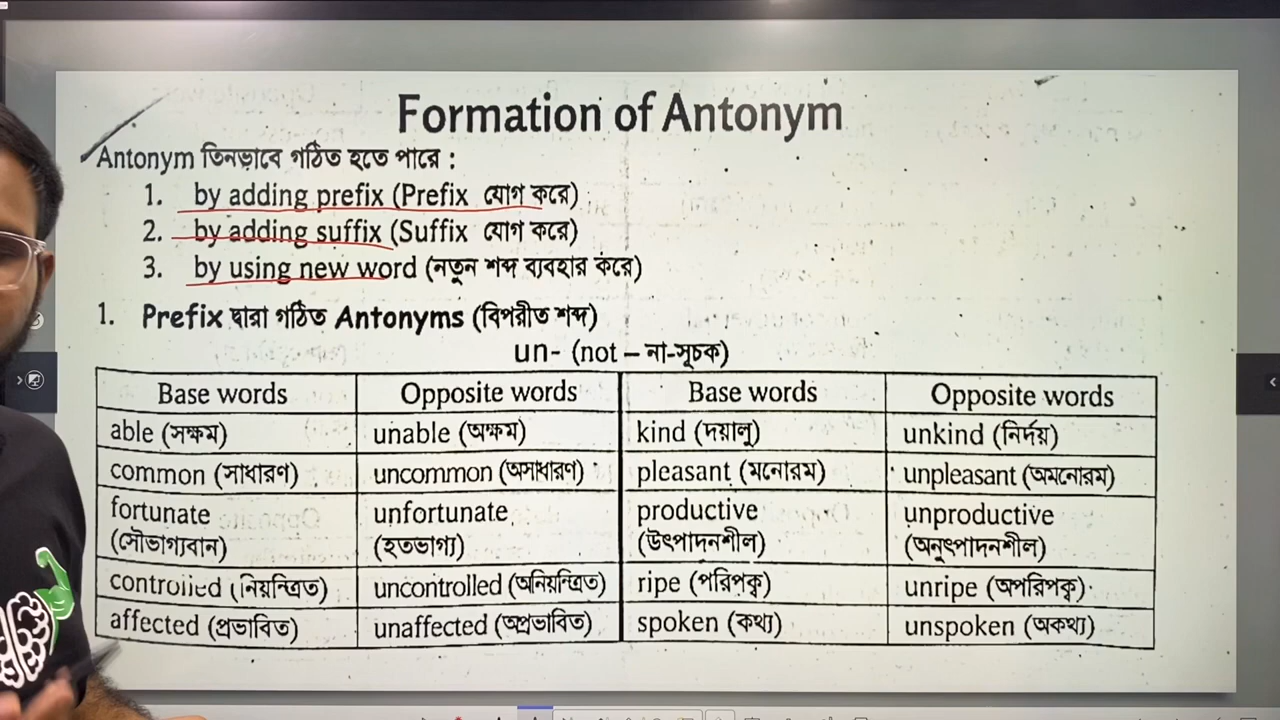 Formation of Antonym
Antonym তিনভাবে গঠিত হতে পারে :
1. by adding prefix (Prefix যোগ করে)
2. by adding suffix (Suffix যোগ করে)
3. by using new word (নতুন শব্দ ব্যবহার করে)
1. Prefix দ্বারা গঠিত Antonyms (বিপরীত শব্দ)
un- (not – না-সূচক)
Base words Opposite words Base words Opposite words
able (সক্ষম) unable (অক্ষম) kind (দয়ালু) unkind (নির্দয়)
common (সাধারণ) uncommon (অসাধারণ) pleasant (মনোরম) unpleasant (অমনোরম)
fortunate unfortunate productive unproductive
(সৌভাগ্যবান) (হতভাগ্য) (উৎপাদনশীল) (অনুৎপাদনশীল)
controlled (নিয়ন্ত্রিত) uncontrolled (অনিয়ন্ত্রিত) ripe (পরিপক্ব) unripe (অপরিপক্ব)
affected (প্রভাবিত) unaffected (অপ্রভাবিত) spoken (কথ্য) unspoken (অকথ্য)